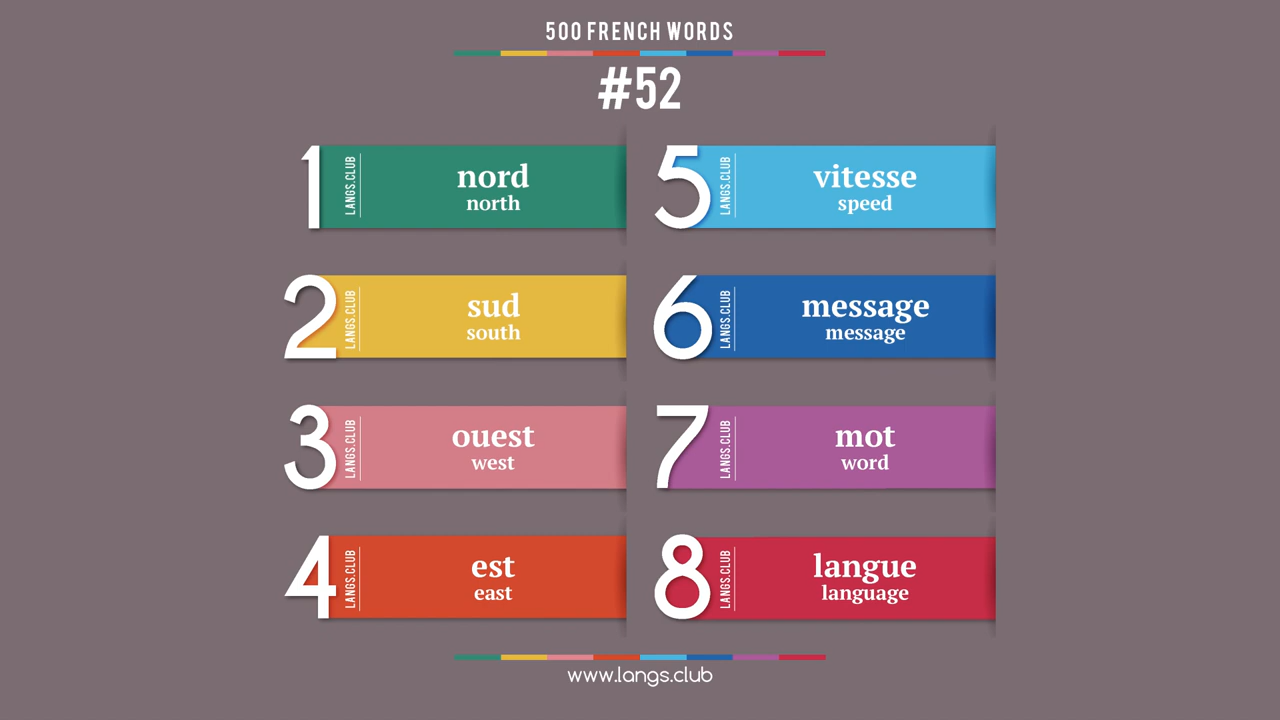 500 FRENCH WORDS
#52
1
LANGS.CLUB
nord
north
2
LANGS.CLUB
sud
south
3
LANGS.CLUB
ouest
west
4
LANGS.CLUB
est
east
5
LANGS.CLUB
vitesse
speed
6
LANGS.CLUB
message
message
7
LANGS.CLUB
mot
word
8
LANGS.CLUB
langue
language
www.langs.club